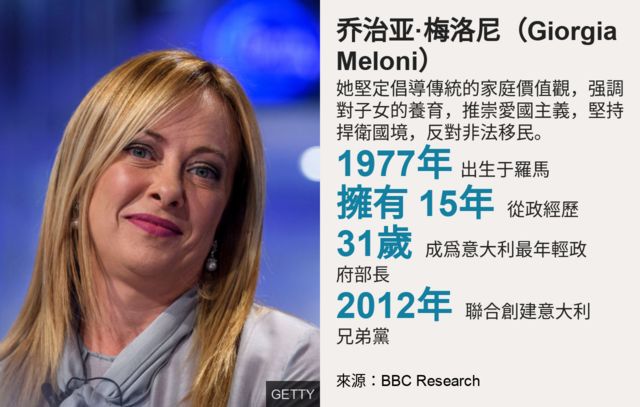 乔治亚·梅洛尼（Giorgia
Meloni）
她堅定倡導傳統的家庭價值觀，强調
對子女的養育，推崇愛國主義，堅持
捍衛國境，反對非法移民。
1977年 出生于羅馬
擁有 15年 從政經歷
31歲 成爲意大利最年輕政
府部長
2012年 聯合創建意大利
兄弟黨
來源：BBC Research
GETTY